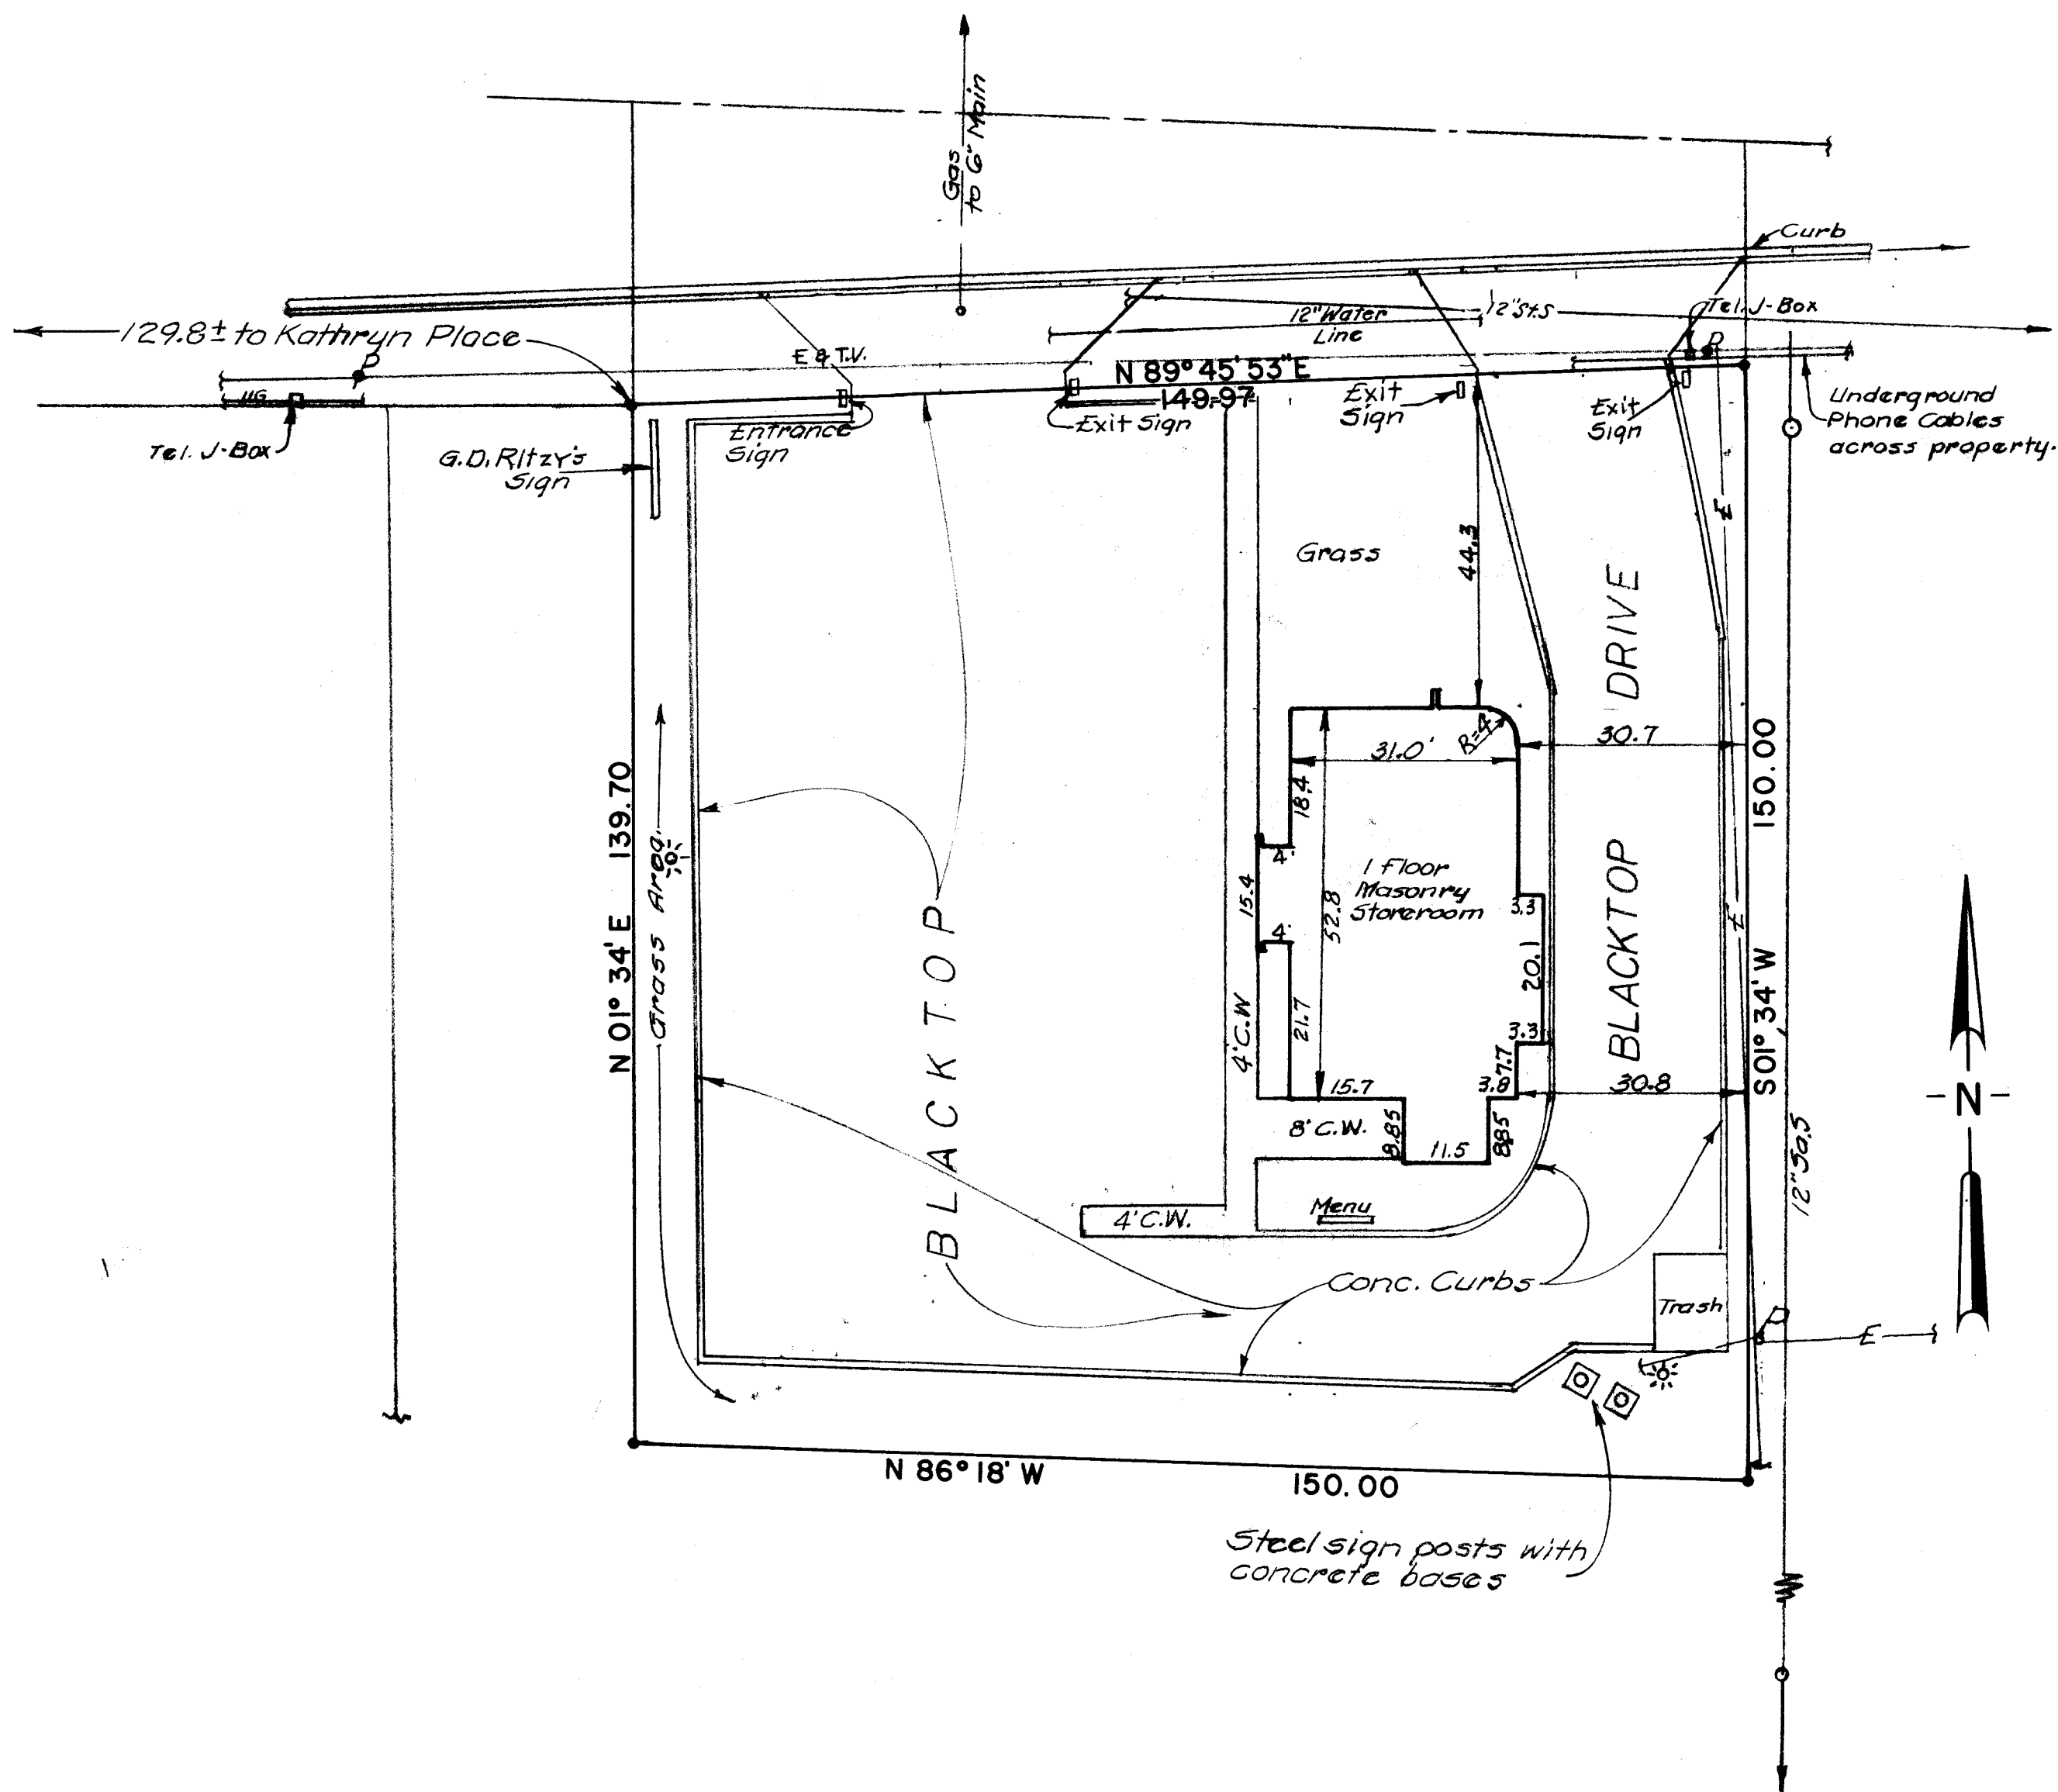 Gas
to 6" Main
Curb
129.8± to Kathryn Place
P
E & T.V.
12" Water
Line
12" St.S
Tel. J-Box
P
N 89° 45' 53" E
149.97
UG
Tel. J-Box
G.D. Ritzy's
Sign
Entrance
Sign
Exit Sign
Exit
Sign
Exit
Sign
Underground
Phone Cables
across property.
E
Grass
44.3
BLACKTOP DRIVE
R=4
31.0'
30.7
18.4
4'
15.4
4'
52.8
1 Floor
Masonry
Storeroom
3.3
20.1
3.3
7.7
3.8
21.7
4' C.W
15.7
8' C.W.
8.85
11.5
8.85
30.8
E
N 01° 34' E 139.70
Grass Area
BLACKTOP
S 01° 34' W 150.00
12" Sa.S
-N-
4' C.W.
Menu
Conc. Curbs
Trash
P
E
N 86° 18' W 150.00
Steel sign posts with
concrete bases